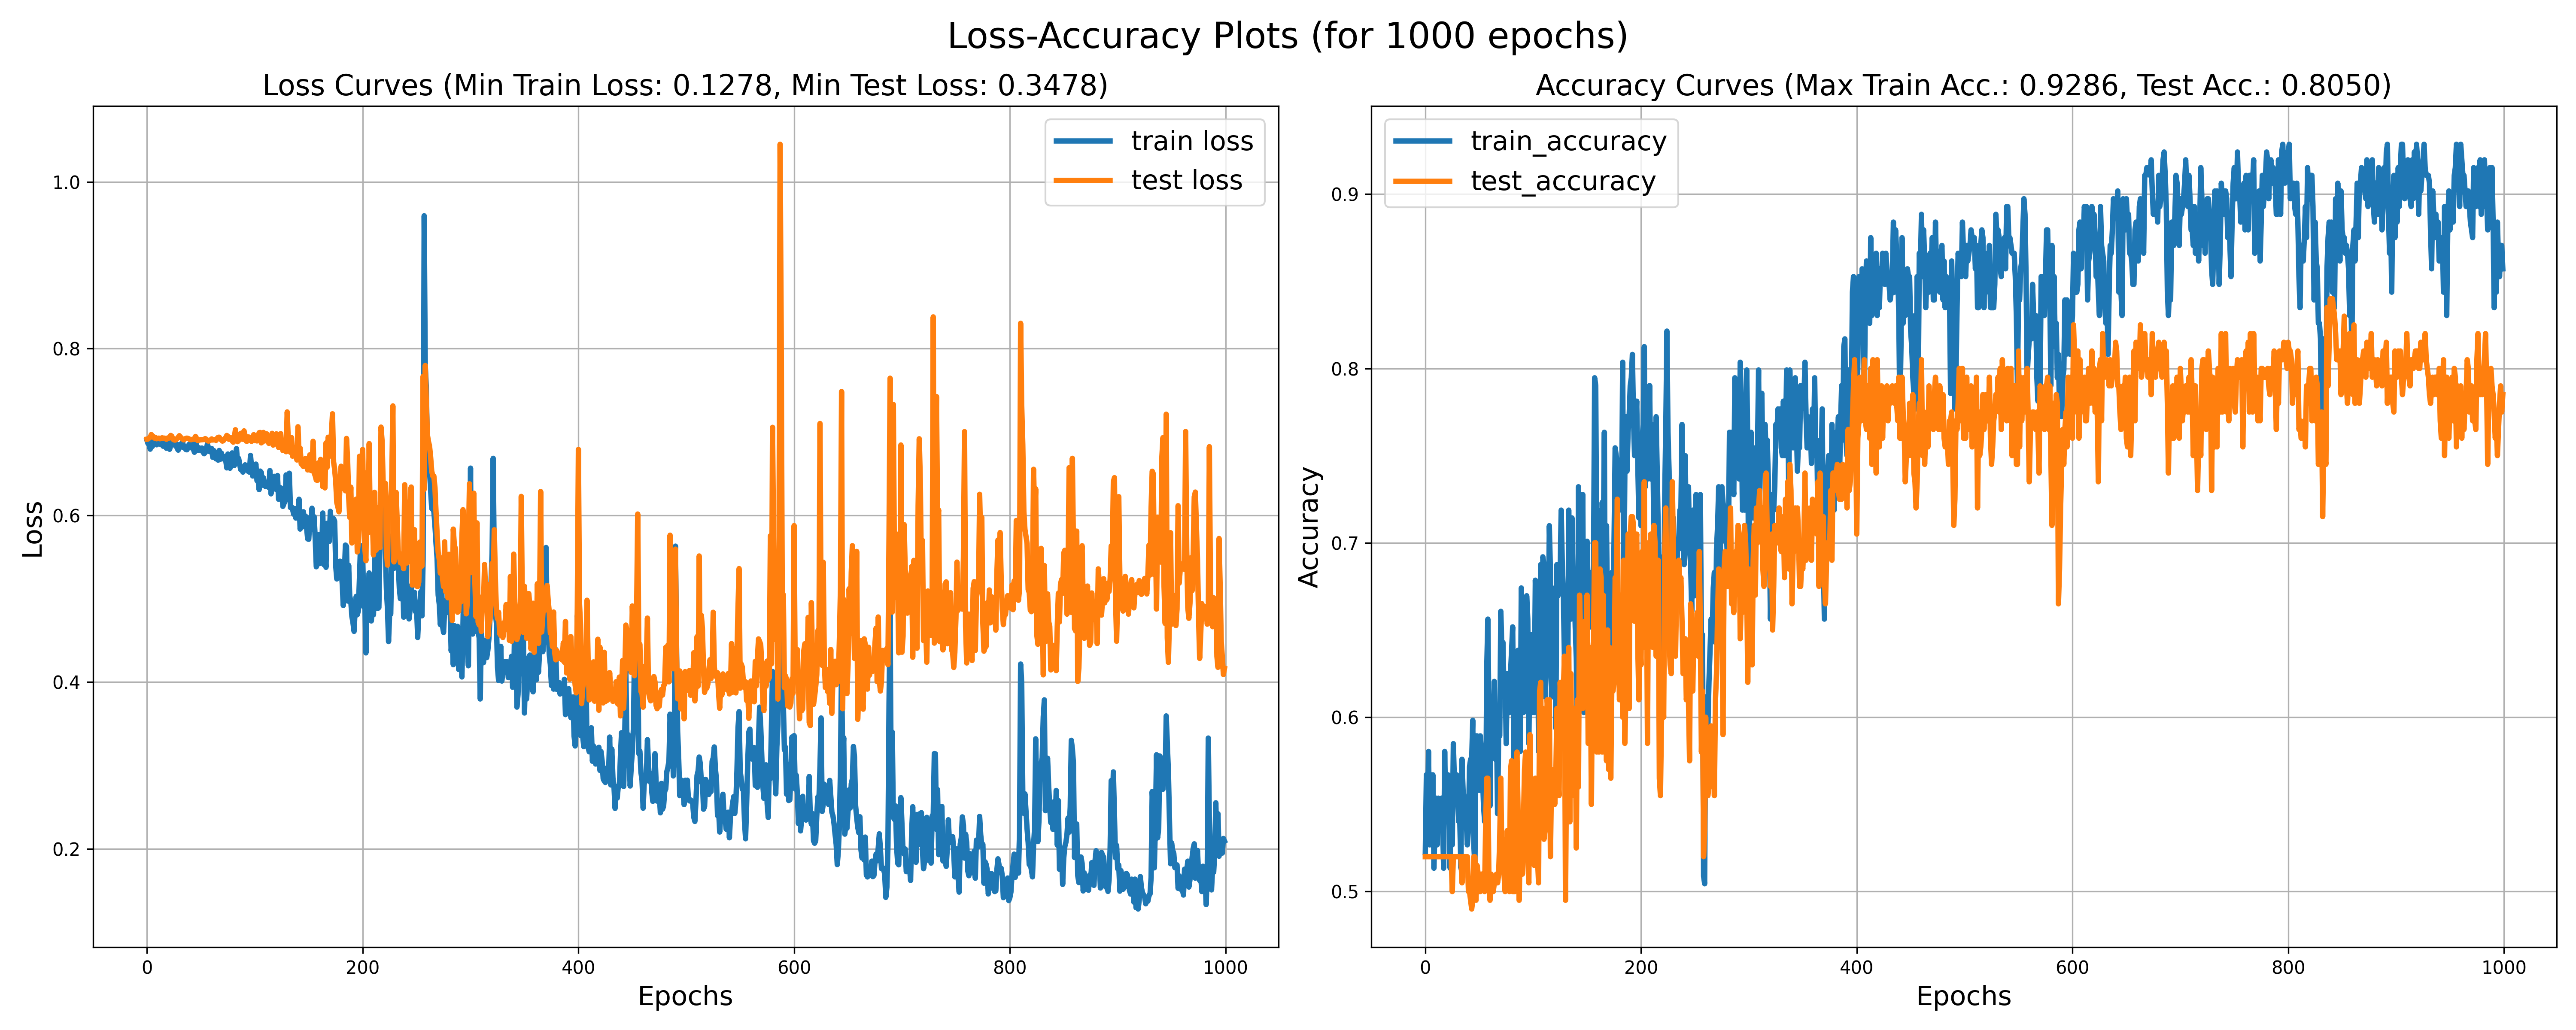 Loss-Accuracy Plots (for 1000 epochs)
Loss Curves (Min Train Loss: 0.1278, Min Test Loss: 0.3478)
train loss
test loss
1.0
0.8
0.6
0.4
0.2
Loss
0 200 400 600 800 1000
Epochs
Accuracy Curves (Max Train Acc.: 0.9286, Test Acc.: 0.8050)
train_accuracy
test_accuracy
0.9
0.8
0.7
0.6
0.5
Accuracy
0 200 400 600 800 1000
Epochs